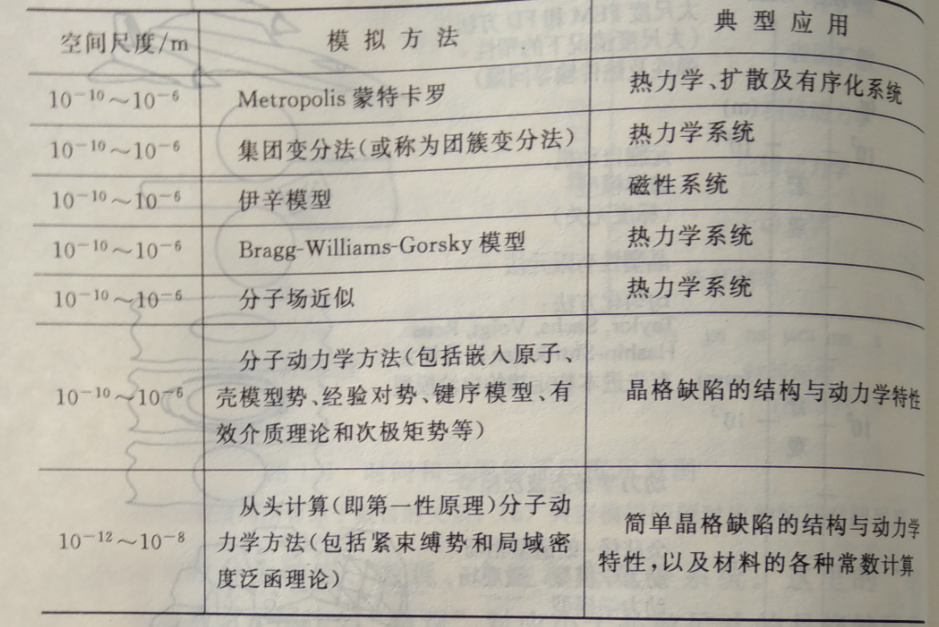 空间尺度/m 模拟方法 典型应用
10⁻¹⁰～10⁻⁶ Metropolis 蒙特卡罗 热力学、扩散及有序化系统
10⁻¹⁰～10⁻⁶ 集团变分法(或称为团簇变分法) 热力学系统
10⁻¹⁰～10⁻⁶ 伊辛模型 磁性系统
10⁻¹⁰～10⁻⁶ Bragg-Williams-Gorsky 模型 热力学系统
10⁻¹⁰～10⁻⁶ 分子场近似 热力学系统
分子动力学方法(包括嵌入原子、
10⁻¹⁰～10⁻⁶ 壳模型势、经验对势、键序模型、有 晶格缺陷的结构与动力学特性
效介质理论和次极矩势等)
从头计算(即第一性原理)分子动 简单晶格缺陷的结构与动力学
10⁻¹²～10⁻⁸ 力学方法(包括紧束缚势和局域密 特性,以及材料的各种常数计算
度泛函理论)